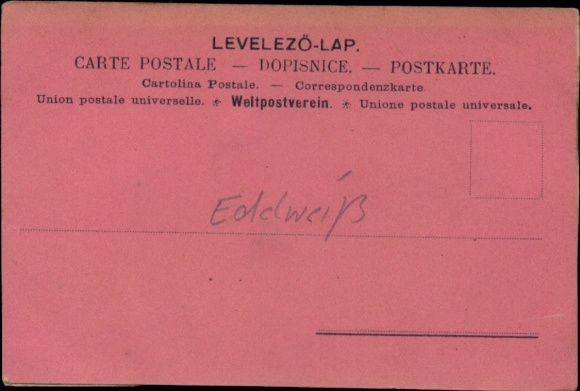 LEVELEZŐ-LAP.
CARTE POSTALE — DOPISNICE. — POSTKARTE.
Cartolina Postale. — Correspondenzkarte
Union postale universelle. * Weltpostverein. * Unione postale universale.
Edelweiß